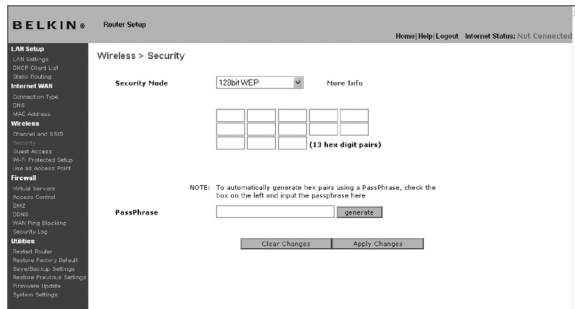 BELKIN®
Router Setup
Home|Help|Logout Internet Status: Not Connected
LAN Setup
LAN Settings
DHCP Client List
Static Routing
Internet WAN
Connection Type
DNS
MAC Address
Wireless
Channel and SSID
Security
Guest Access
Wi-Fi Protected Setup
Use as Access Point
Firewall
Virtual Servers
Access Control
DMZ
DDNS
WAN Ping Blocking
Security Log
Utilities
Restart Router
Restore Factory Default
Save/Backup Settings
Restore Previous Settings
Firmware Update
System Settings
Wireless > Security
Security Mode
128bit WEP
More Info
(13 hex digit pairs)
NOTE: To automatically generate hex pairs using a PassPhrase, check the
box on the left and input the passphrase here
PassPhrase
generate
Clear Changes
Apply Changes